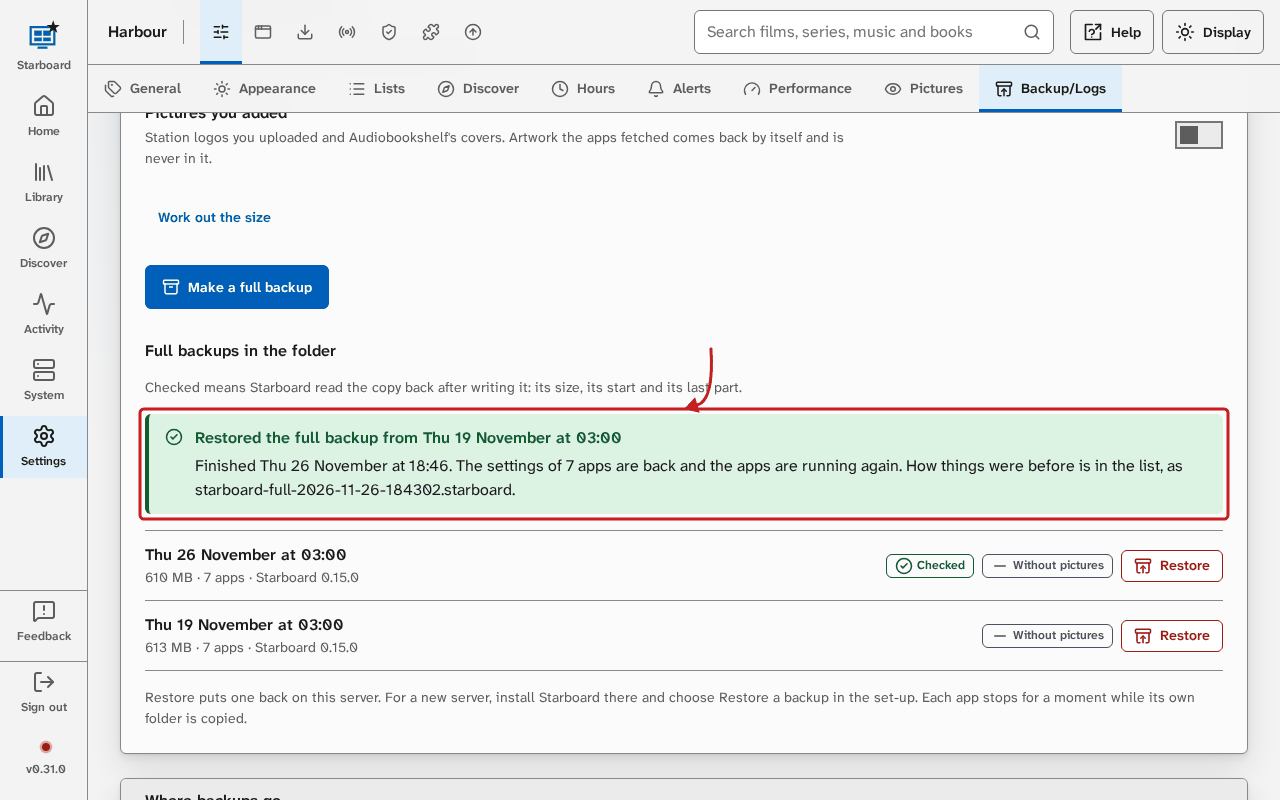 Starboard
Home
Library
Discover
Activity
System
Settings
Feedback
Sign out
v0.31.0
Harbour
Search films, series, music and books
Help
Display
General
Appearance
Lists
Discover
Hours
Alerts
Performance
Pictures
Backup/Logs
Pictures you added
Station logos you uploaded and Audiobookshelf's covers. Artwork the apps fetched comes back by itself and is
never in it.
Work out the size
Make a full backup
Full backups in the folder
Checked means Starboard read the copy back after writing it: its size, its start and its last part.
Restored the full backup from Thu 19 November at 03:00
Finished Thu 26 November at 18:46. The settings of 7 apps are back and the apps are running again. How things were before is in the list, as
starboard-full-2026-11-26-184302.starboard.
Thu 26 November at 03:00
610 MB · 7 apps · Starboard 0.15.0
Checked
Without pictures
Restore
Thu 19 November at 03:00
613 MB · 7 apps · Starboard 0.15.0
Without pictures
Restore
Restore puts one back on this server. For a new server, install Starboard there and choose Restore a backup in the set-up. Each app stops for a moment while its own
folder is copied.
Where backups go